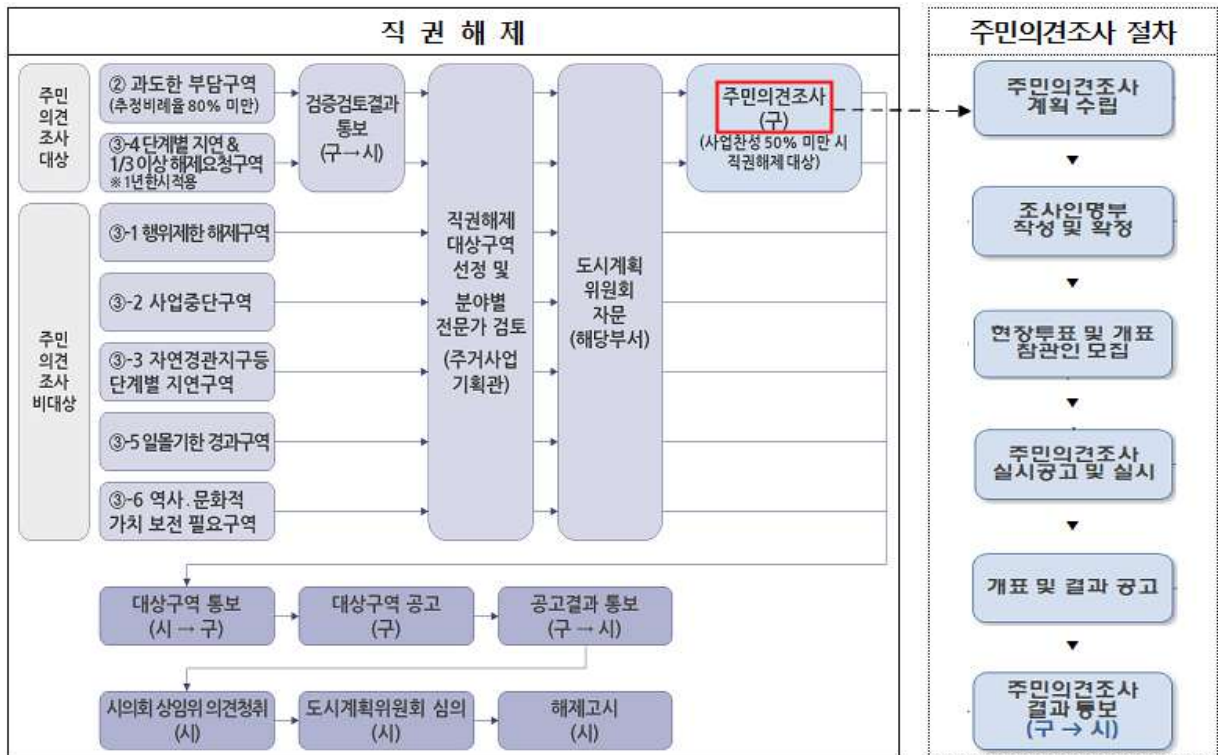 직 권 해 제
주민
의견
조사
대상
② 과도한 부담구역
(추정비례율 80% 미만)
③-4 단계별 지연 &
1/3 이상 해제요청구역
※ 1년한시적용
검증검토결과
통보
(구→시)
주민
의견
조사
비대상
③-1 행위제한 해제구역
③-2 사업중단구역
③-3 자연경관지구등
단계별 지연구역
③-5 일몰기한 경과구역
③-6 역사.문화적
가치 보전 필요구역
직권해제
대상구역
선정 및
분야별
전문가 검토
(주거사업
기획관)
도시계획
위원회
자문
(해당부서)
주민의견조사
(구)
(사업찬성 50% 미만 시
직권해제 대상)
대상구역 통보
(시 → 구)
대상구역 공고
(구)
공고결과 통보
(구 → 시)
시의회 상임위 의견청취
(시)
도시계획위원회 심의
(시)
해제고시
(시)
주민의견조사 절차
주민의견조사
계획 수립
조사인명부
작성 및 확정
현장투표 및 개표
참관인 모집
주민의견조사
실시공고 및 실시
개표 및 결과 공고
주민의견조사
결과 통보
(구 → 시)